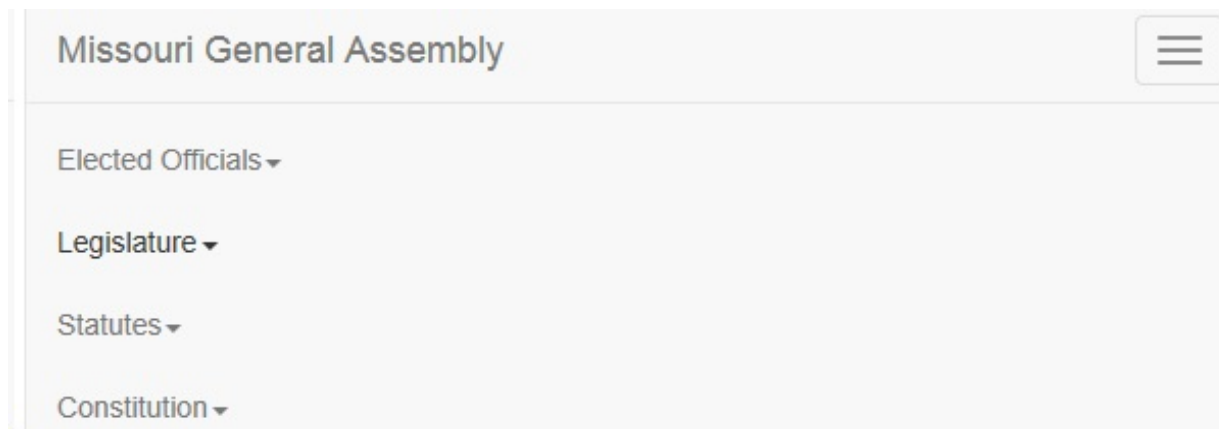 Missouri General Assembly
Elected Officials
Legislature
Statutes
Constitution